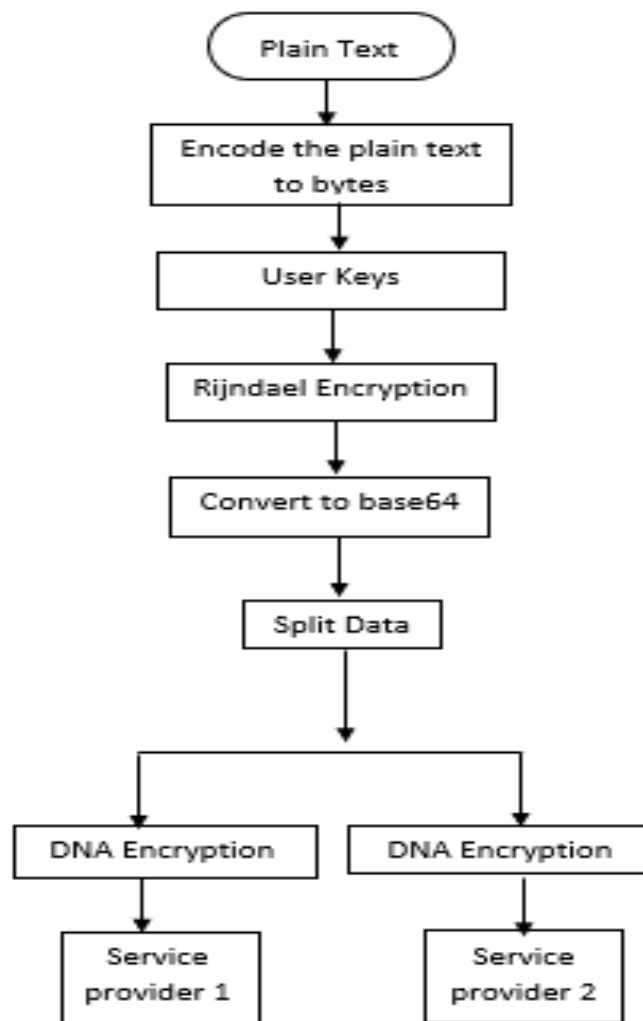 Plain Text
Encode the plain text
to bytes
User Keys
Rijndael Encryption
Convert to base64
Split Data
DNA Encryption
DNA Encryption
Service
provider 1
Service
provider 2